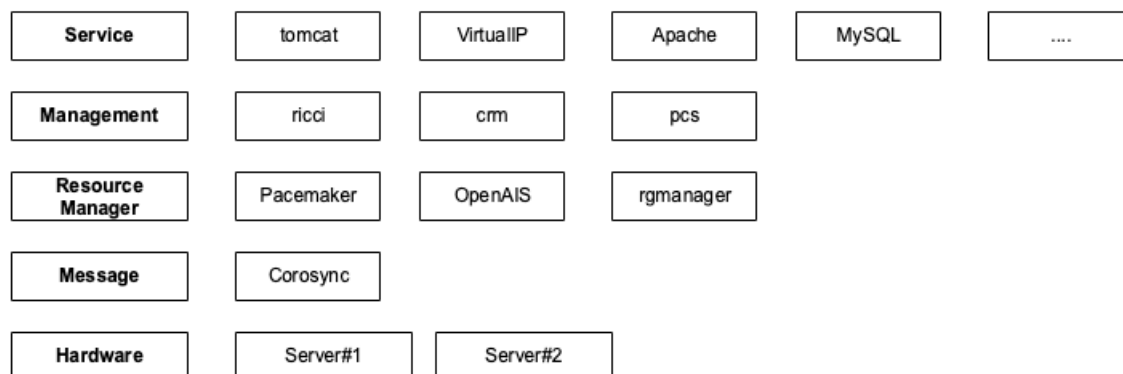 Service tomcat VirtualIP Apache MySQL ....
Management ricci crm pcs
Resource
Manager Pacemaker OpenAIS rgmanager
Message Corosync
Hardware Server#1 Server#2